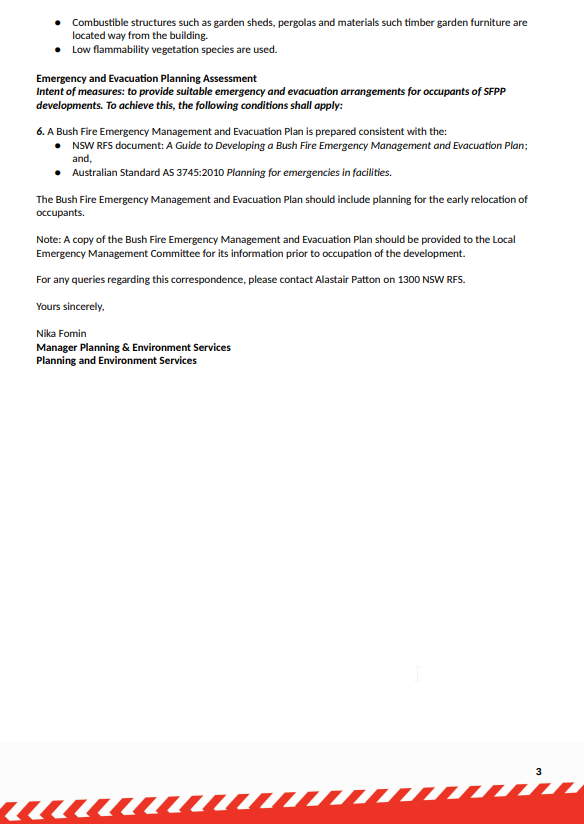 ● Combustible structures such as garden sheds, pergolas and materials such timber garden furniture are
located way from the building.
● Low flammability vegetation species are used.
Emergency and Evacuation Planning Assessment
Intent of measures: to provide suitable emergency and evacuation arrangements for occupants of SFPP
developments. To achieve this, the following conditions shall apply:
6. A Bush Fire Emergency Management and Evacuation Plan is prepared consistent with the:
● NSW RFS document: A Guide to Developing a Bush Fire Emergency Management and Evacuation Plan;
and,
● Australian Standard AS 3745:2010 Planning for emergencies in facilities.
The Bush Fire Emergency Management and Evacuation Plan should include planning for the early relocation of
occupants.
Note: A copy of the Bush Fire Emergency Management and Evacuation Plan should be provided to the Local
Emergency Management Committee for its information prior to occupation of the development.
For any queries regarding this correspondence, please contact Alastair Patton on 1300 NSW RFS.
Yours sincerely,
Nika Fomin
Manager Planning & Environment Services
Planning and Environment Services
3